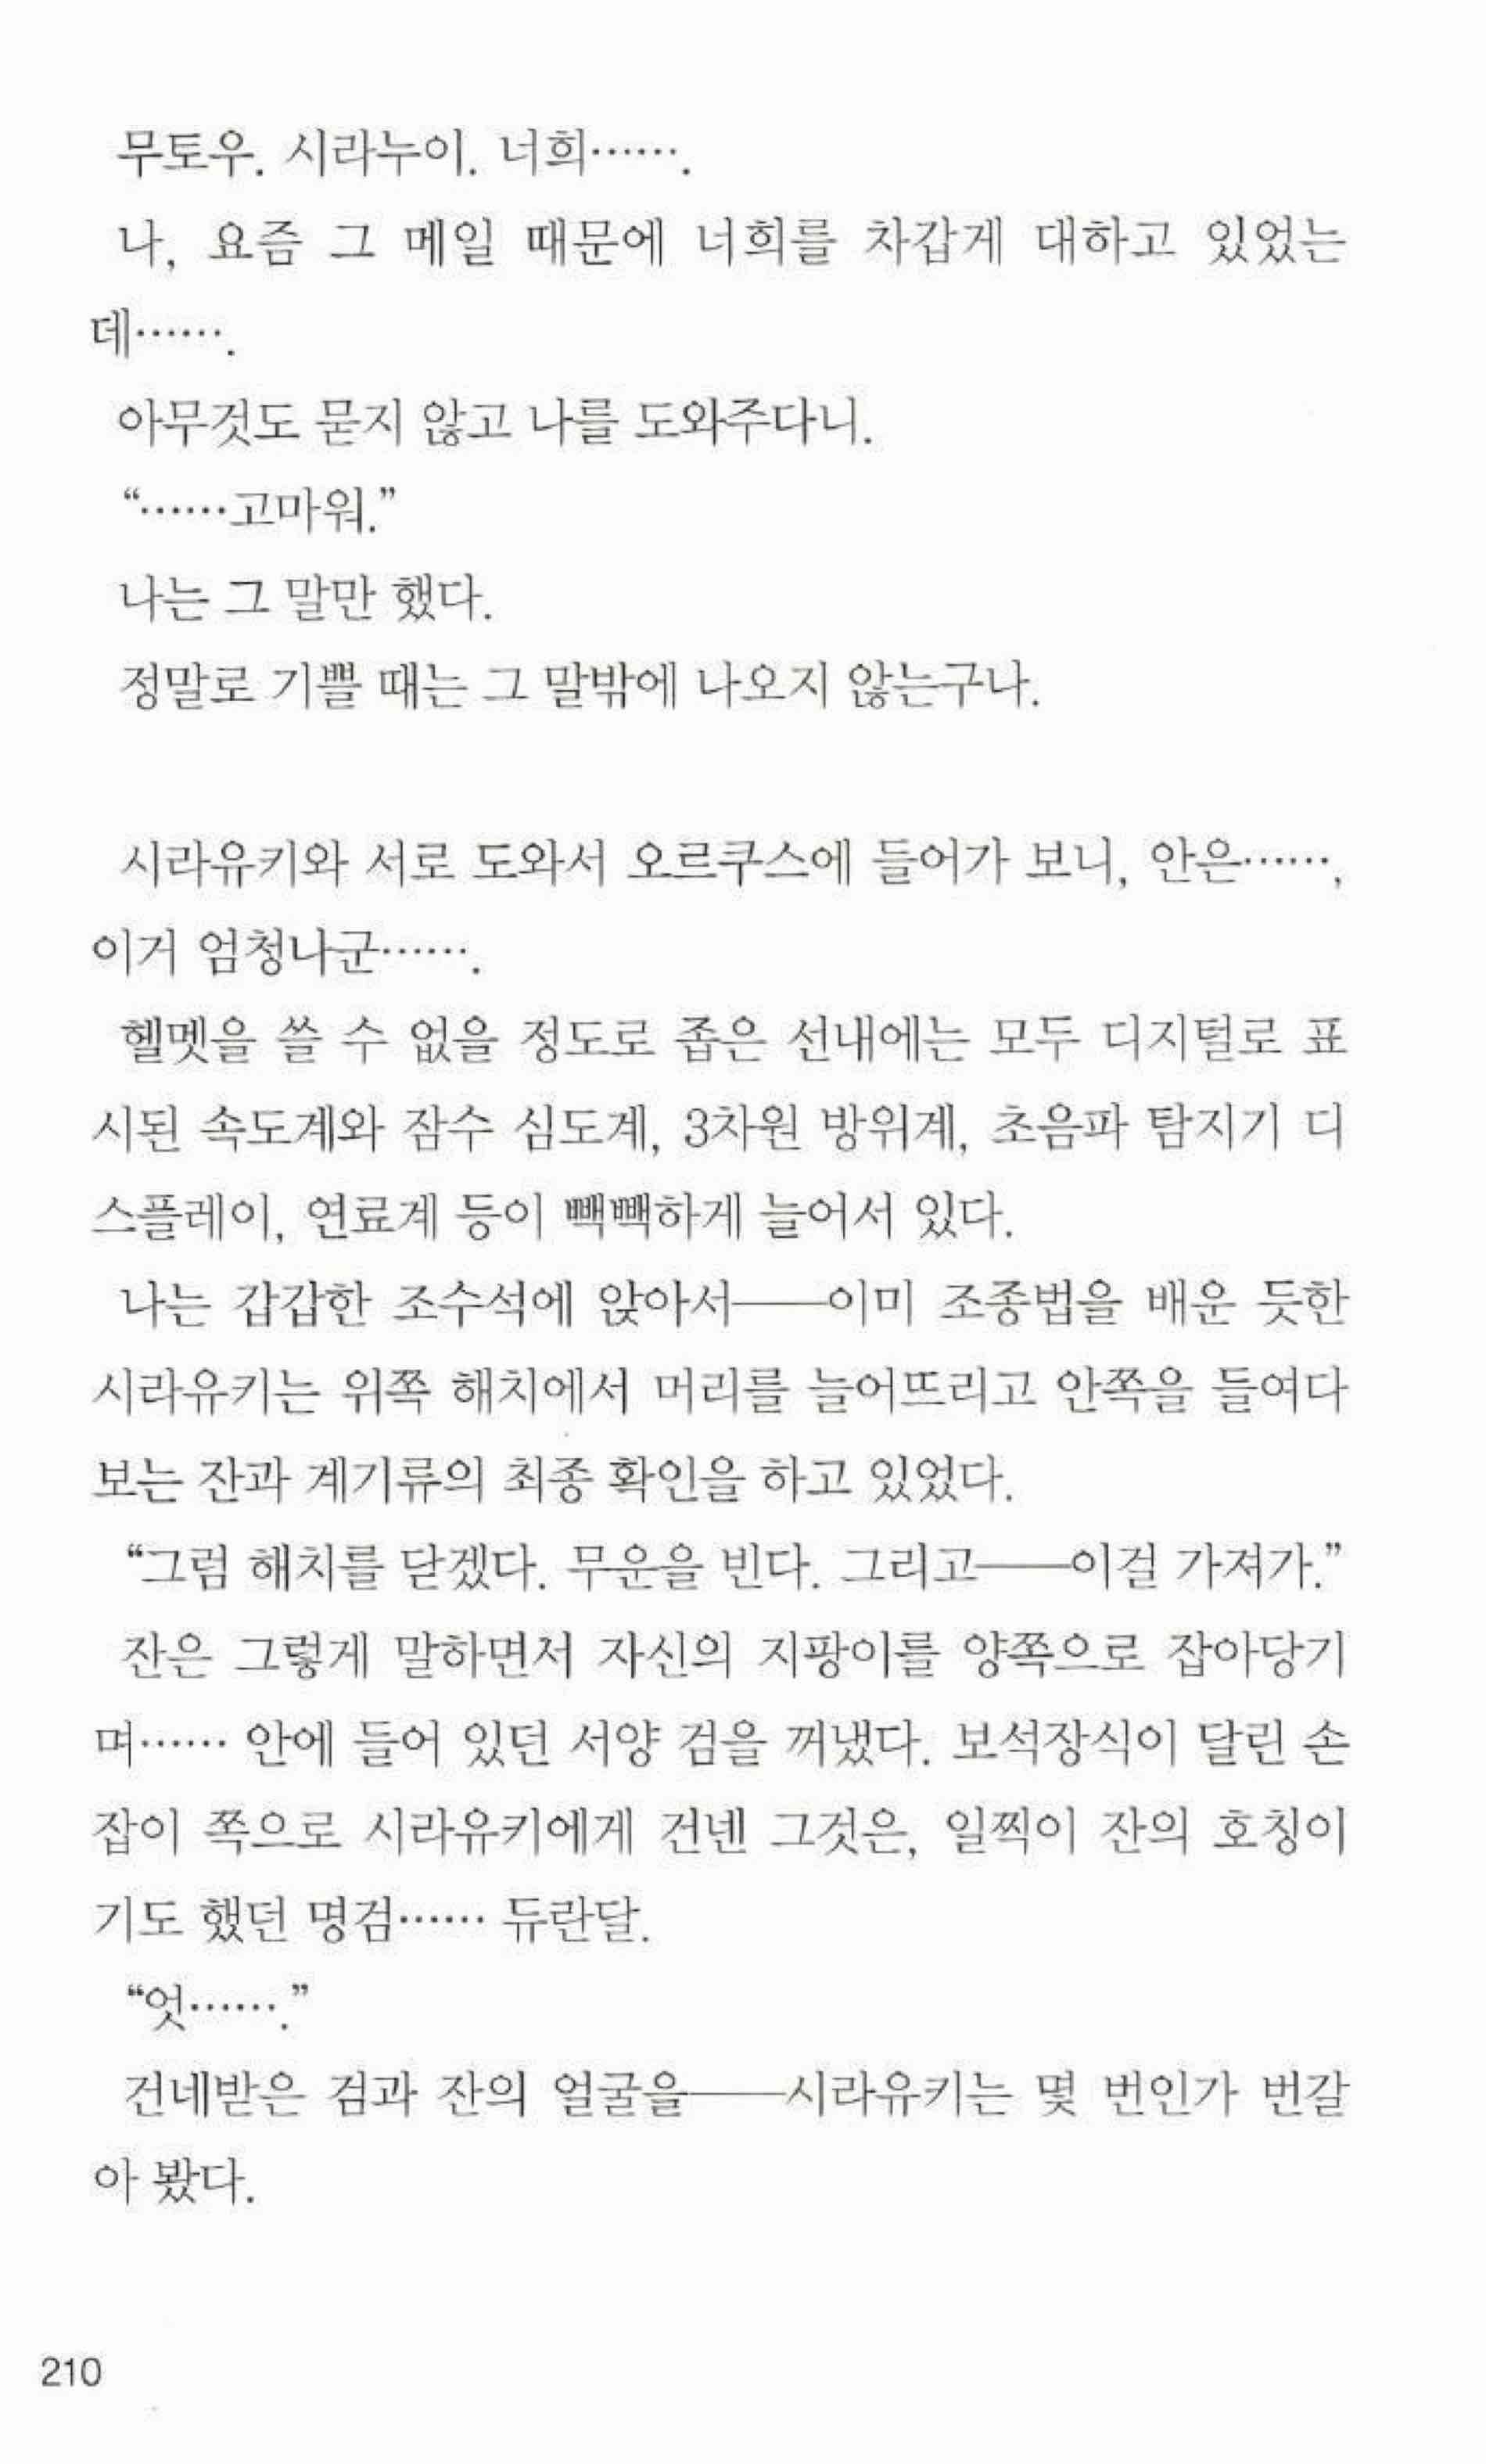 무토우. 시라누이. 너희…….
나, 요즘 그 메일 때문에 너희를 차갑게 대하고 있었는
데…….
아무것도 묻지 않고 나를 도와주다니.
“……고마워.”
나는 그 말만 했다.
정말로 기쁠 때는 그 말밖에 나오지 않는구나.
시라유키와 서로 도와서 오르쿠스에 들어가 보니, 안은……,
이거 엄청나군…….
헬멧을 쓸 수 없을 정도로 좁은 선내에는 모두 디지털로 표
시된 속도계와 잠수 심도계, 3차원 방위계, 초음파 탐지기 디
스플레이, 연료계 등이 빽빽하게 늘어서 있다.
나는 갑갑한 조수석에 앉아서──이미 조종법을 배운 듯한
시라유키는 위쪽 해치에서 머리를 늘어뜨리고 안쪽을 들여다
보는 잔과 계기류의 최종 확인을 하고 있었다.
“그럼 해치를 닫겠다. 무운을 빈다. 그리고──이걸 가져가.”
잔은 그렇게 말하면서 자신의 지팡이를 양쪽으로 잡아당기
며…… 안에 들어 있던 서양 검을 꺼냈다. 보석장식이 달린 손
잡이 쪽으로 시라유키에게 건넨 그것은, 일찍이 잔의 호칭이
기도 했던 명검…… 듀란달.
“엇…….”
건네받은 검과 잔의 얼굴을──시라유키는 몇 번인가 번갈
아 봤다.
210